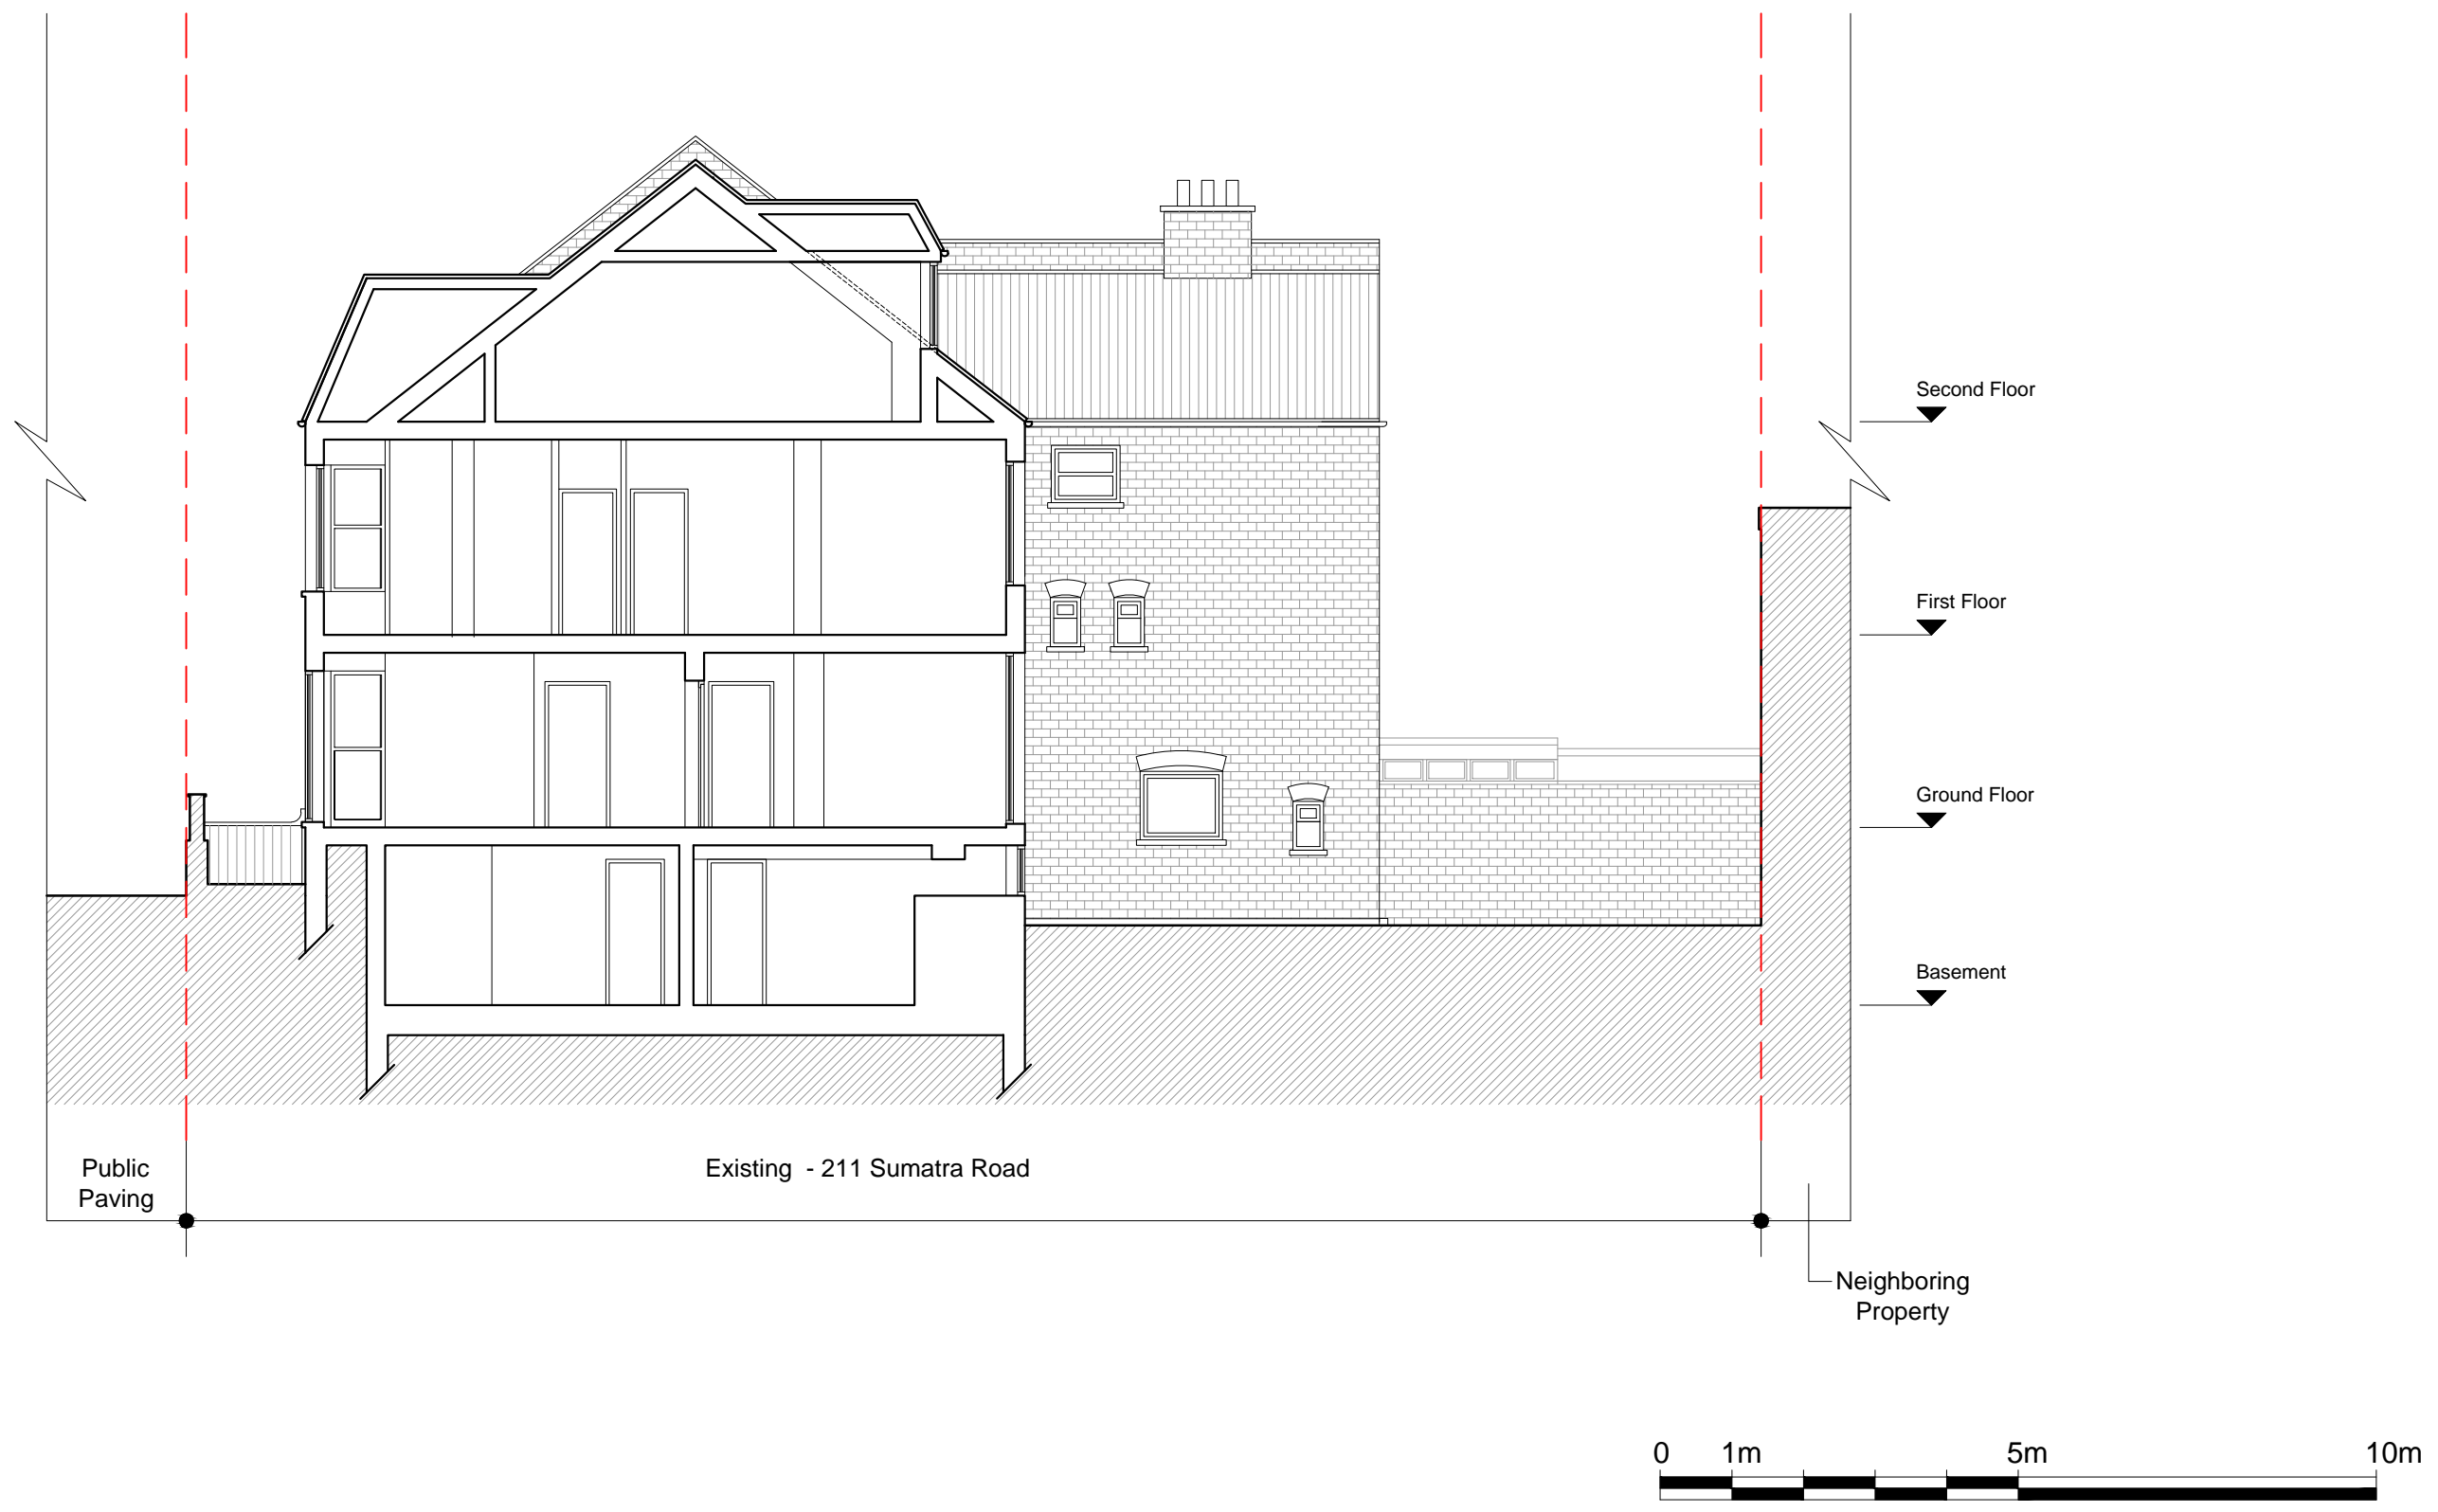 Second Floor
First Floor
Ground Floor
Basement
Public
Paving
Existing - 211 Sumatra Road
Neighboring
Property
0 1m 5m 10m